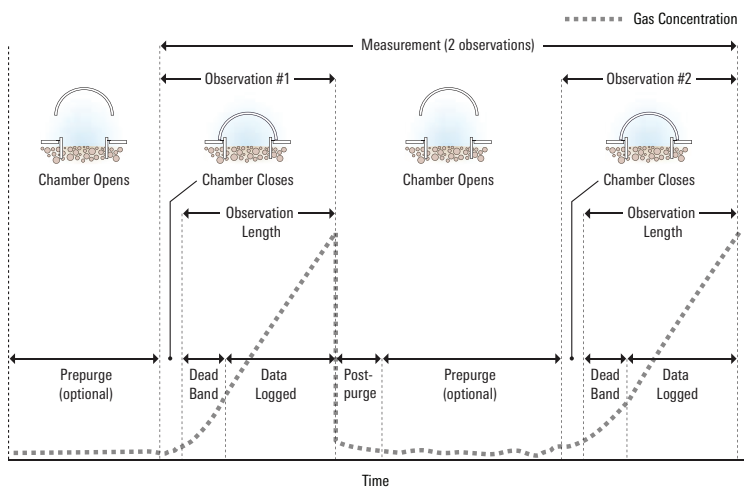 Gas Concentration
Measurement (2 observations)
Observation #1
Observation #2
Chamber Opens
Chamber Closes
Chamber Opens
Chamber Closes
Observation
Length
Observation
Length
Prepurge
(optional)
Dead
Band
Data
Logged
Post-
purge
Prepurge
(optional)
Dead
Band
Data
Logged
Time